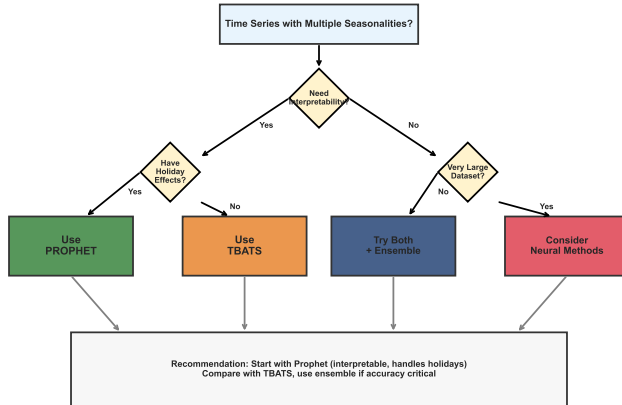 Time Series with Multiple Seasonalities?
Need
Interpretability?
Yes
No
Have
Holiday
Effects?
Very Large
Dataset?
Yes
No
No
Yes
Use
PROPHET
Use
TBATS
Try Both
+ Ensemble
Consider
Neural Methods
Recommendation: Start with Prophet (interpretable, handles holidays)
Compare with TBATS, use ensemble if accuracy critical